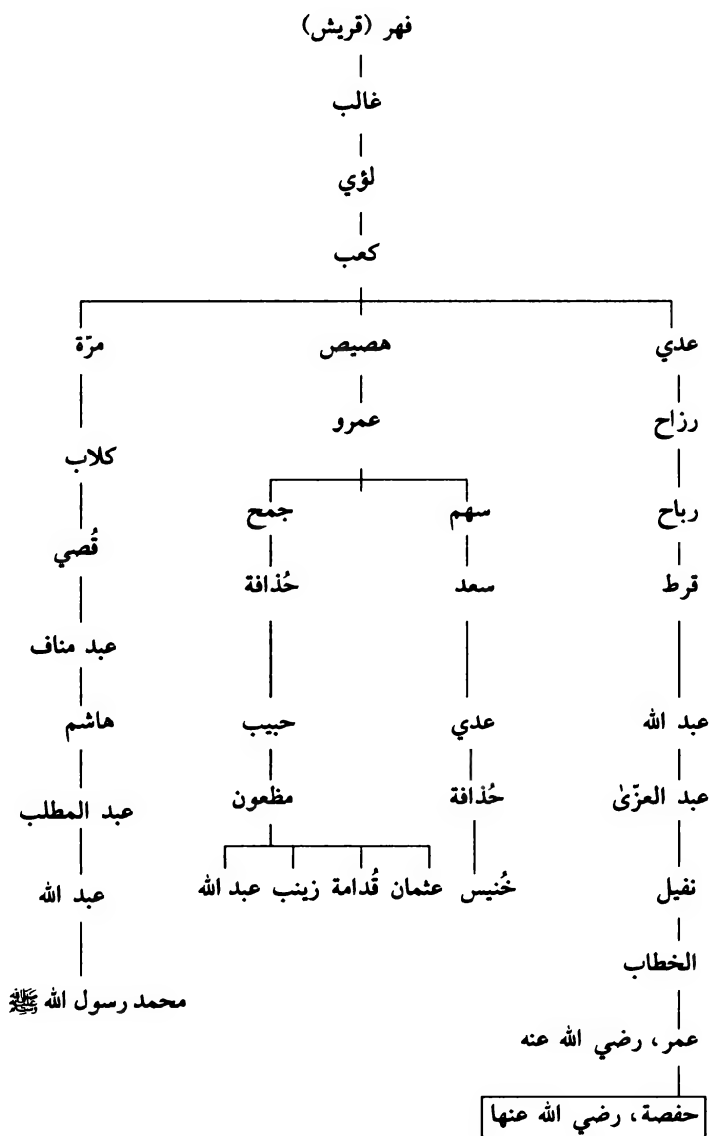 فهر (قريش)
غالب
لؤي
كعب
عدي هصيص مرّة
رزاح عمرو
كلاب
رباح سهم جمح
قُصي
قرط سعد حُذافة
عبد مناف
عبد الله عدي حبيب هاشم
عبد العزّىٰ حُذافة مظعون عبد المطلب
نفيل خُنيس عثمان قُدامة زينب عبد الله عبد الله
الخطاب
محمد رسول الله ﷺ
عمر، رضي الله عنه
حفصة، رضي الله عنها